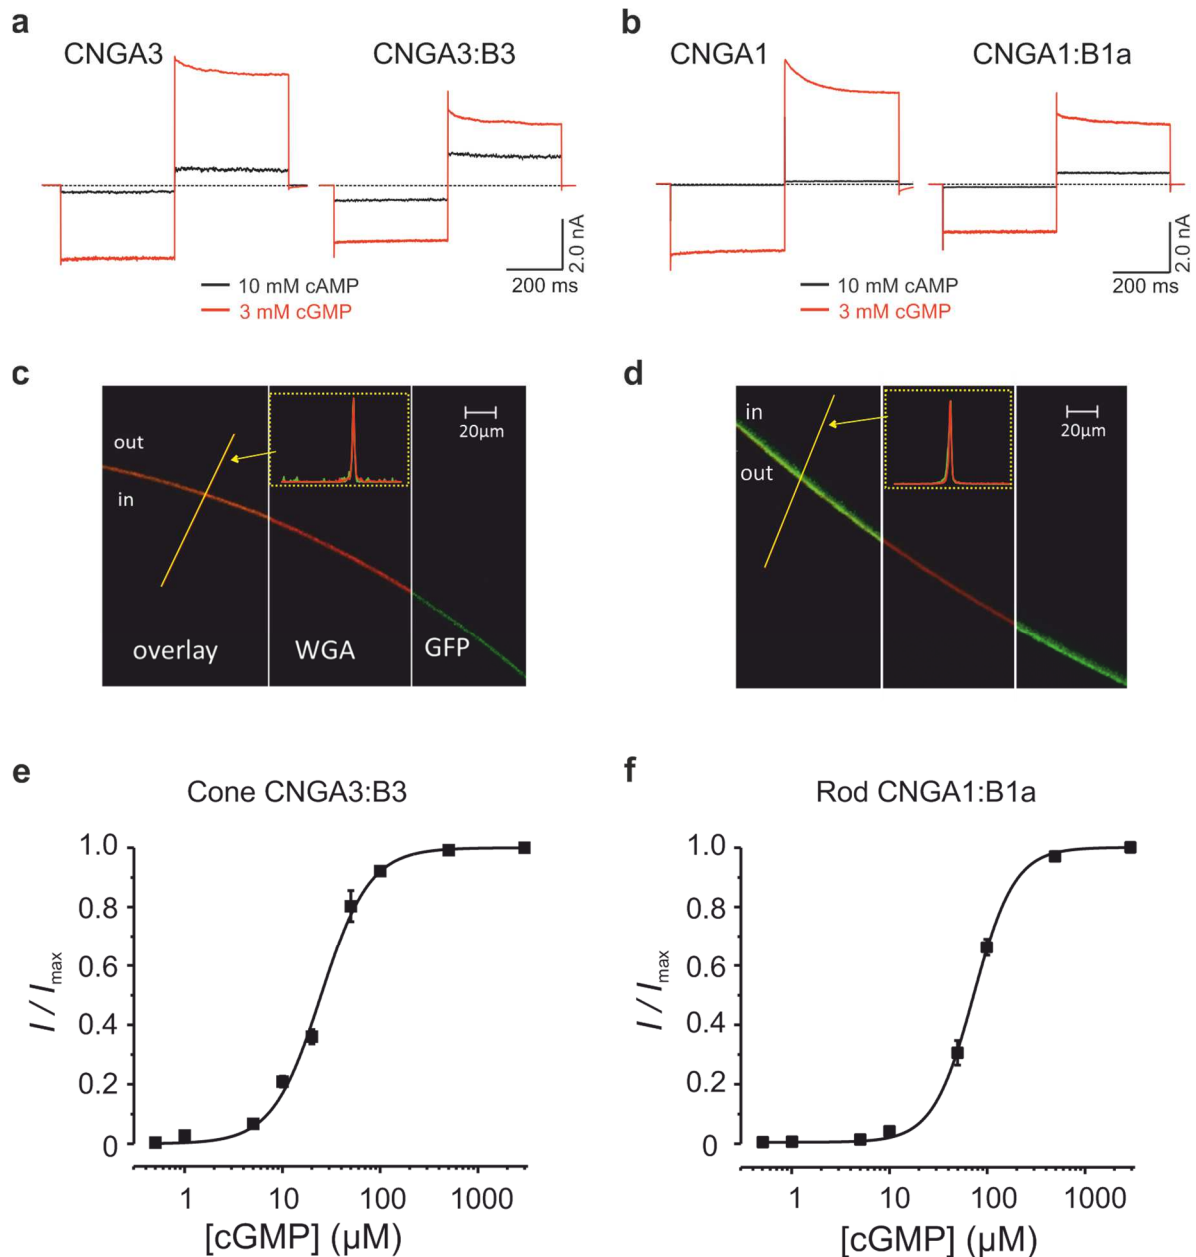 a
CNGA3
CNGA3:B3
2.0 nA
200 ms
10 mM cAMP
3 mM cGMP
b
CNGA1
CNGA1:B1a
2.0 nA
200 ms
10 mM cAMP
3 mM cGMP
c
out
in
20μm
overlay
WGA
GFP
d
in
out
20μm
e
Cone CNGA3:B3
I / Imax
1.0
0.8
0.6
0.4
0.2
0
1 10 100 1000
[cGMP] (μM)
f
Rod CNGA1:B1a
I / Imax
1.0
0.8
0.6
0.4
0.2
0
1 10 100 1000
[cGMP] (μM)